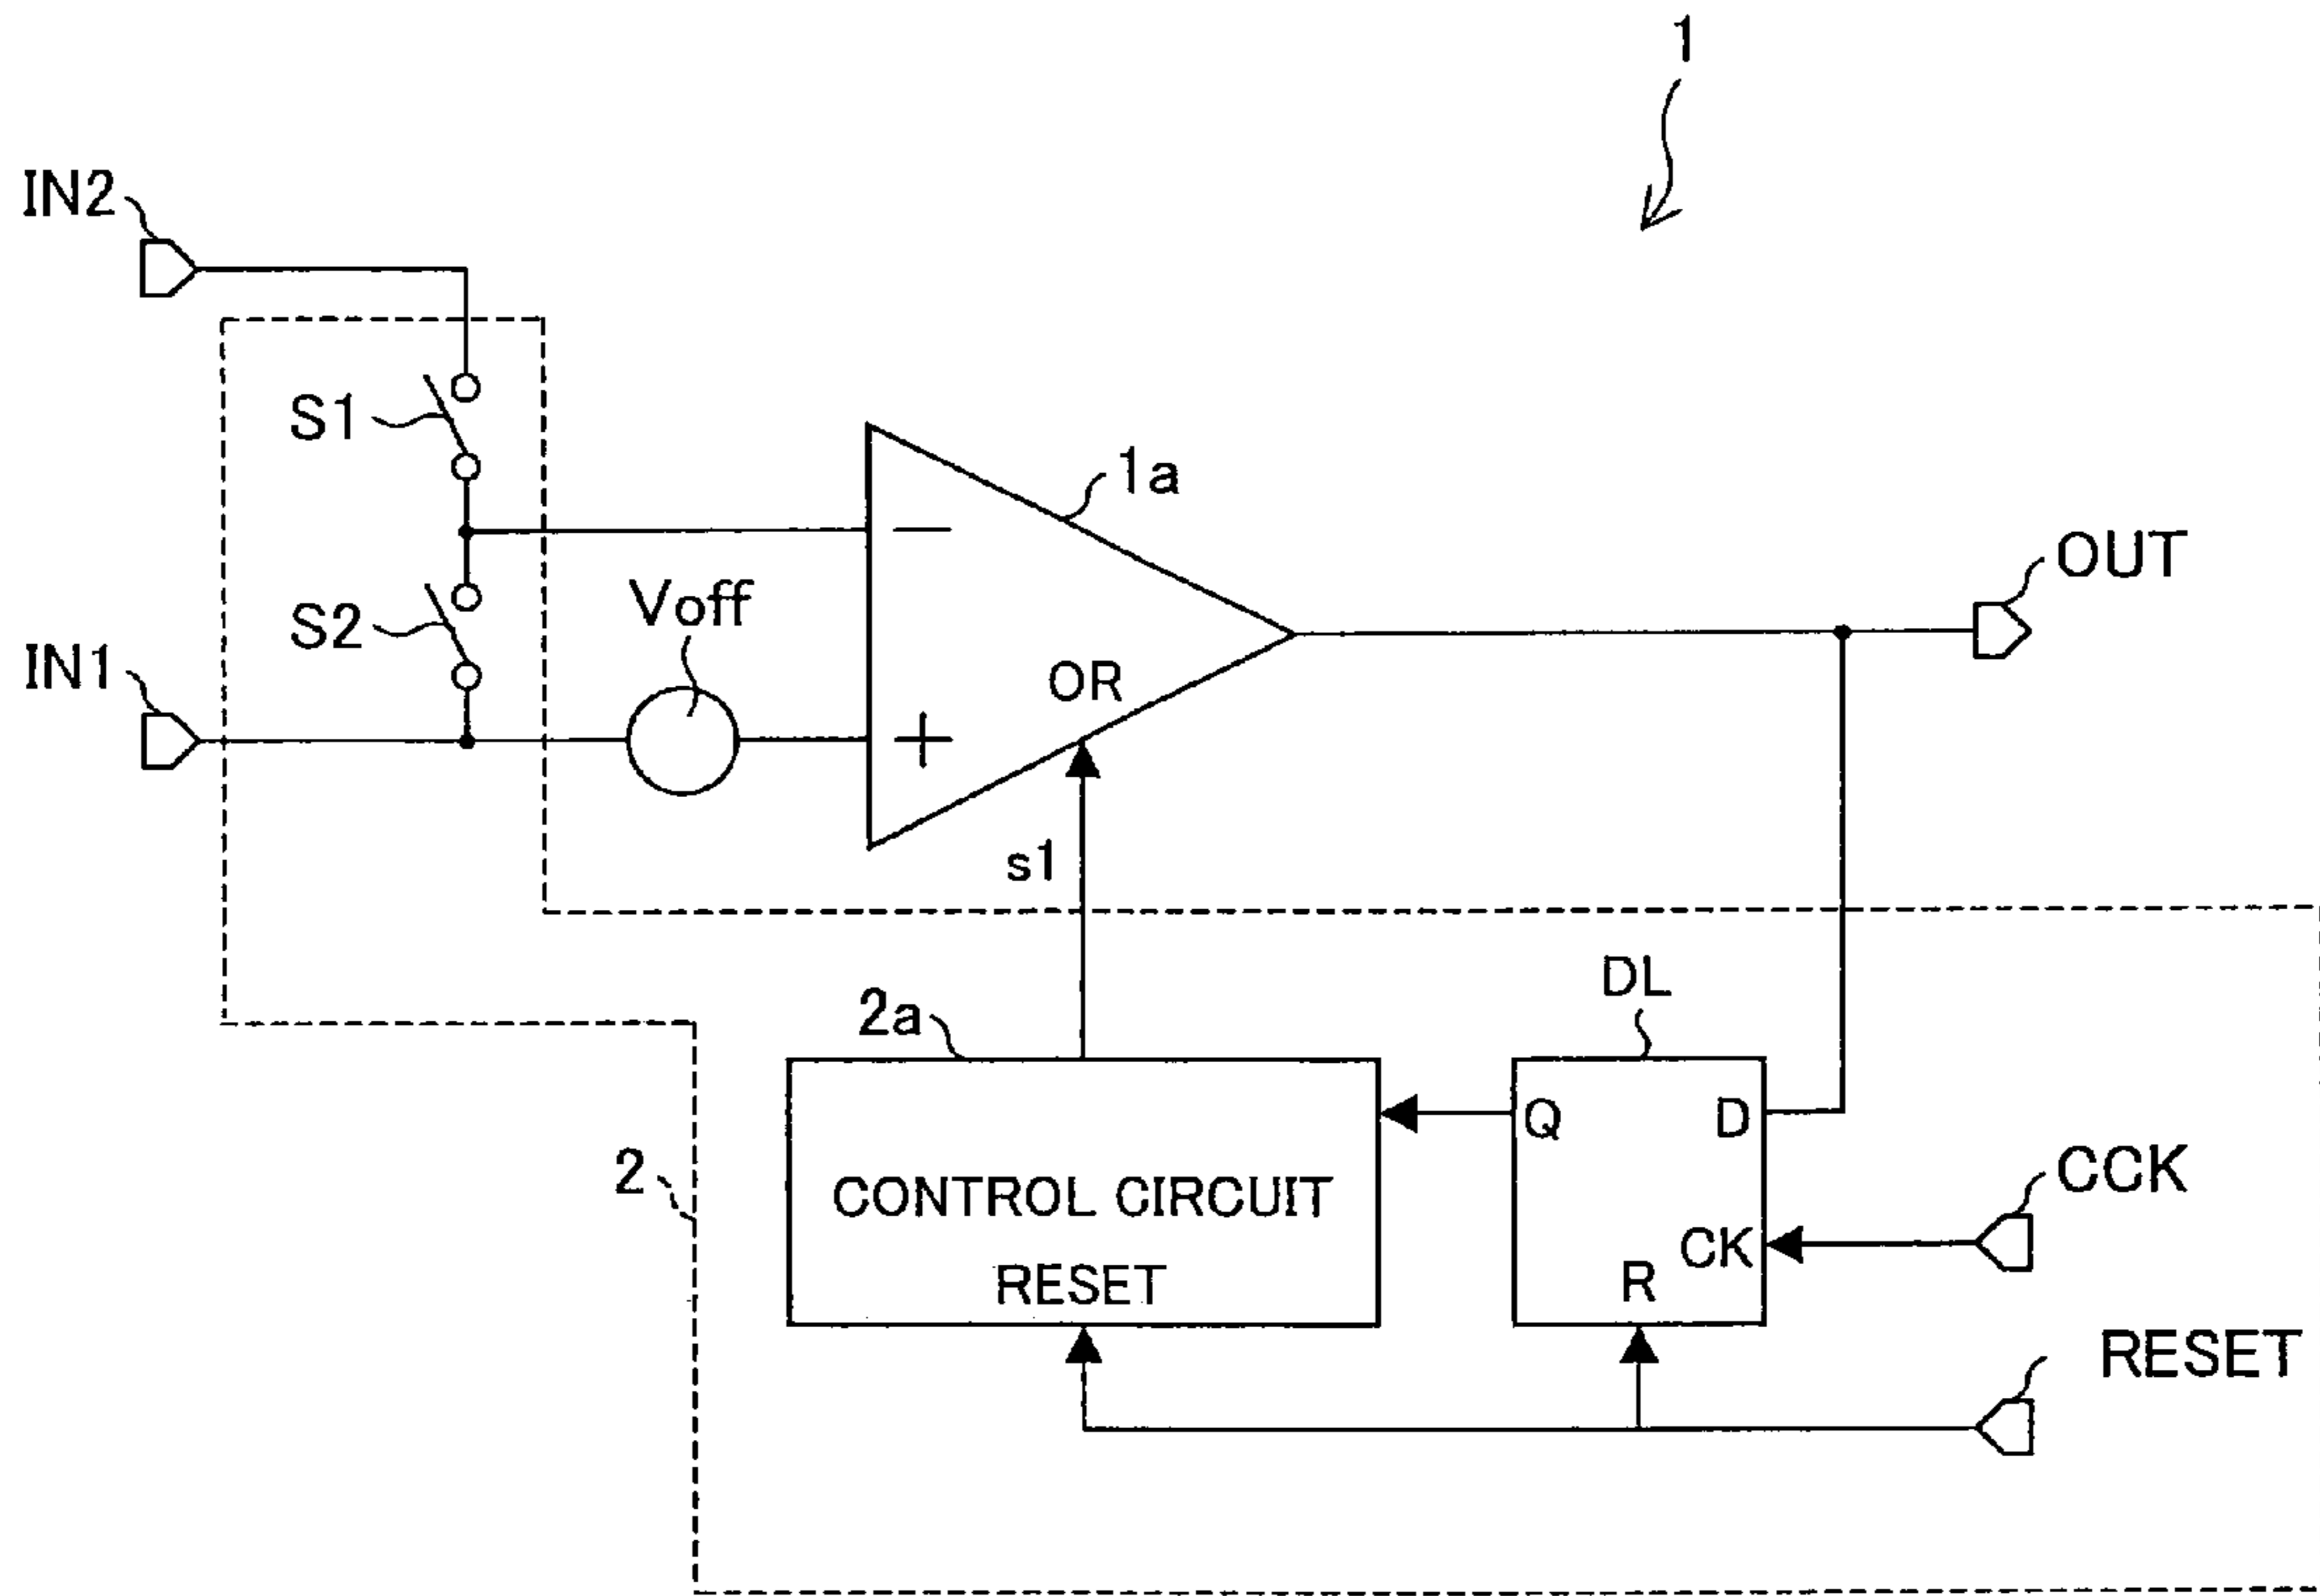 1
IN2
S1
1a
OUT
Voff
S2
IN1
−
OR
+
s1
DL
2a
Q
D
2
CONTROL CIRCUIT
CCK
CK
RESET
R
RESET